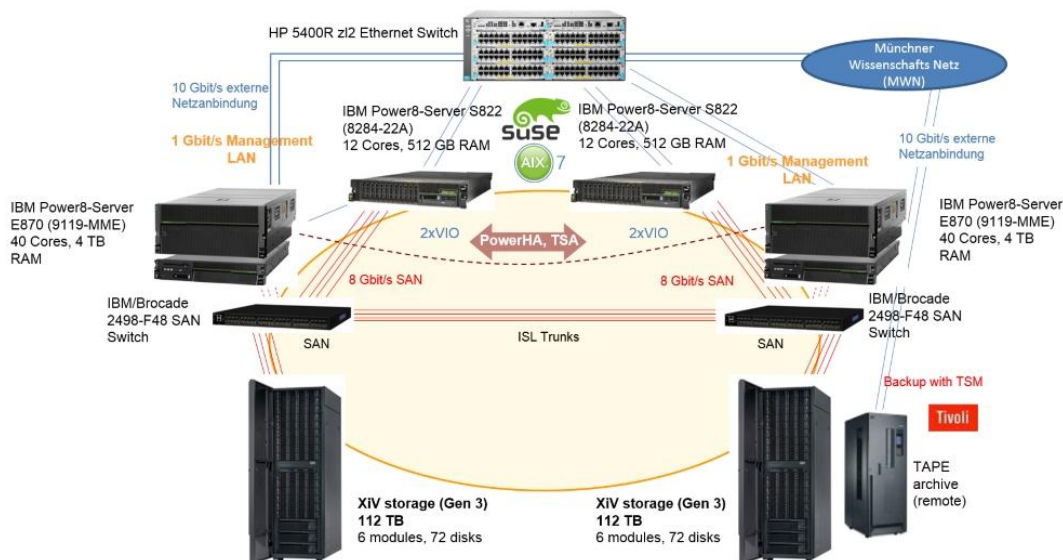 HP 5400R zl2 Ethernet Switch
Münchner
Wissenschafts Netz
(MWN)
10 Gbit/s externe
Netzanbindung
IBM Power8-Server S822
(8284-22A)
12 Cores, 512 GB RAM
SUSE
AIX 7
IBM Power8-Server S822
(8284-22A)
12 Cores, 512 GB RAM
10 Gbit/s externe
Netzanbindung
1 Gbit/s Management
LAN
1 Gbit/s Management
LAN
IBM Power8-Server
E870 (9119-MME)
40 Cores, 4 TB
RAM
2xVIO
PowerHA, TSA
2xVIO
IBM Power8-Server
E870 (9119-MME)
40 Cores, 4 TB
RAM
8 Gbit/s SAN
8 Gbit/s SAN
IBM/Brocade
2498-F48 SAN
Switch
SAN
ISL Trunks
SAN
IBM/Brocade
2498-F48 SAN
Switch
Backup with TSM
Tivoli
TAPE
archive
(remote)
XiV storage (Gen 3)
112 TB
6 modules, 72 disks
XiV storage (Gen 3)
112 TB
6 modules, 72 disks